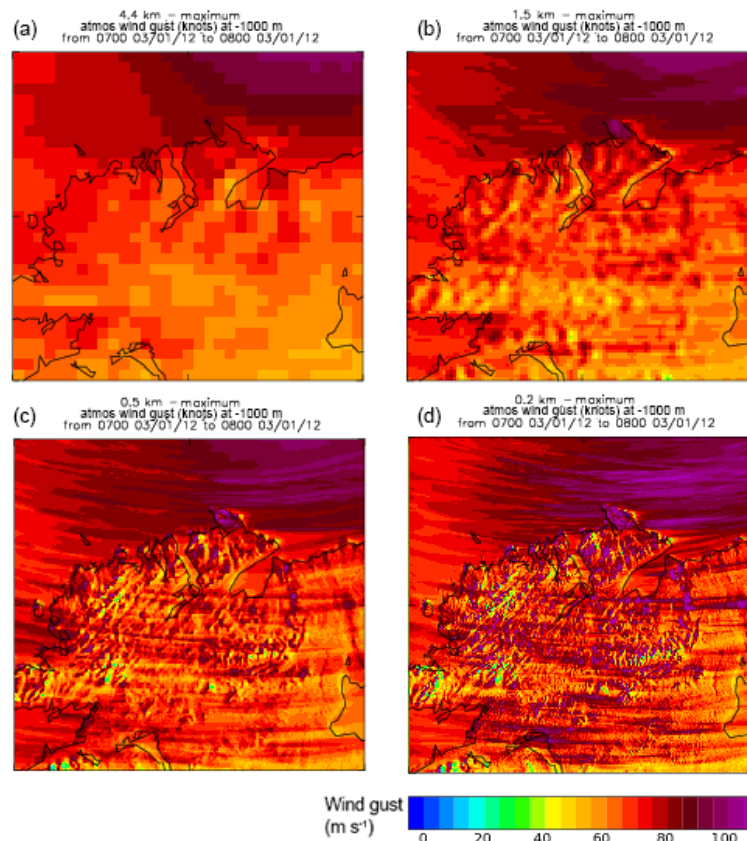 (a)
4.4 km – maximum
atmos wind gust (knots) at -1000 m
from 0700 03/01/12 to 0800 03/01/12
(b)
1.5 km – maximum
atmos wind gust (knots) at -1000 m
from 0700 03/01/12 to 0800 03/01/12
(c)
0.5 km – maximum
atmos wind gust (knots) at -1000 m
from 0700 03/01/12 to 0800 03/01/12
(d)
0.2 km – maximum
atmos wind gust (knots) at -1000 m
from 0700 03/01/12 to 0800 03/01/12
Wind gust
(m s⁻¹)
0 20 40 60 80 100